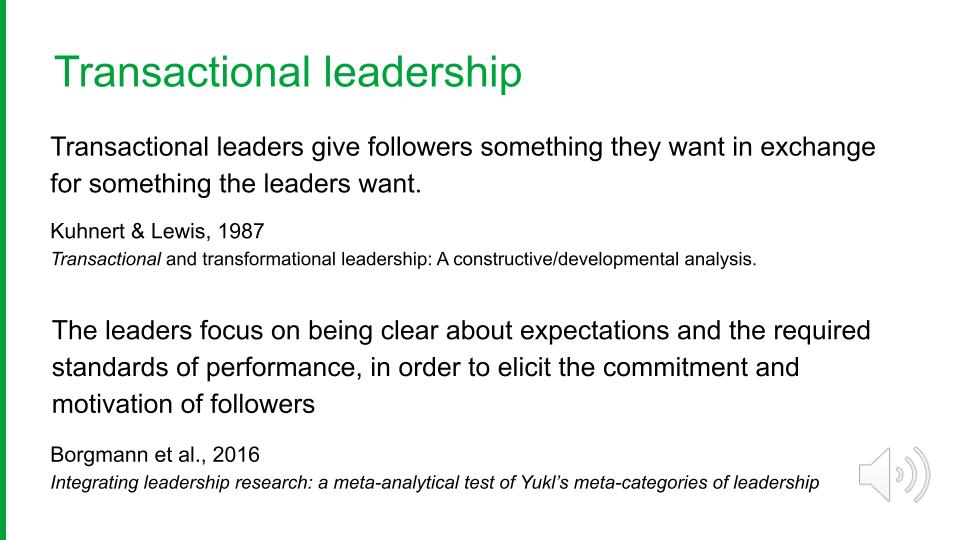 Transactional leadership
Transactional leaders give followers something they want in exchange
for something the leaders want.
Kuhnert & Lewis, 1987
Transactional and transformational leadership: A constructive/developmental analysis.
The leaders focus on being clear about expectations and the required
standards of performance, in order to elicit the commitment and
motivation of followers
Borgmann et al., 2016
Integrating leadership research: a meta-analytical test of Yukl’s meta-categories of leadership